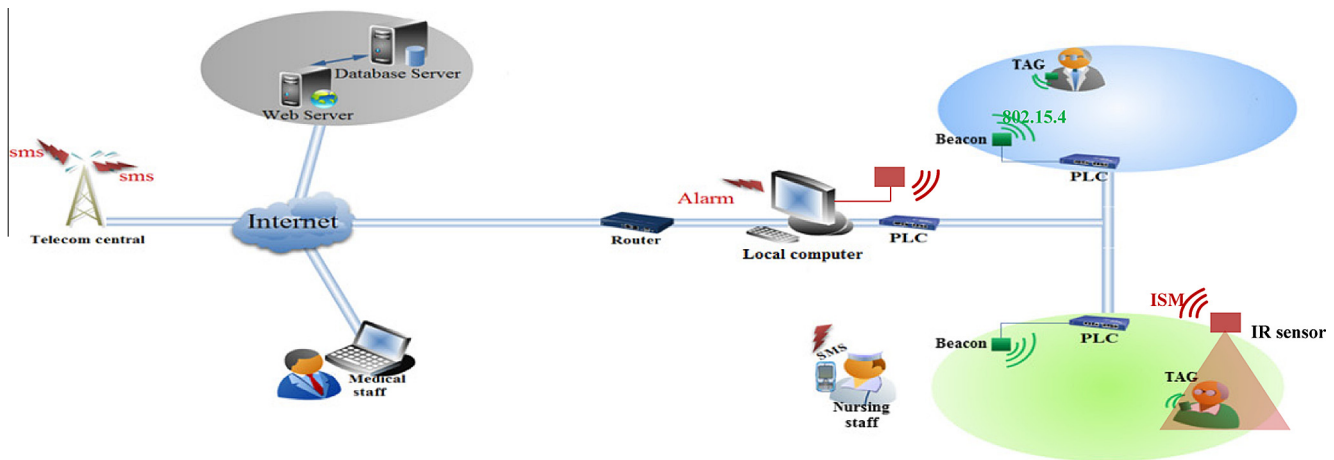 Database Server
Web Server
sms
sms
Telecom central
Internet
Medical
staff
Router
Alarm
Local computer
PLC
SMS
Nursing
staff
TAG
802.15.4
Beacon
PLC
ISM
IR sensor
Beacon
PLC
TAG